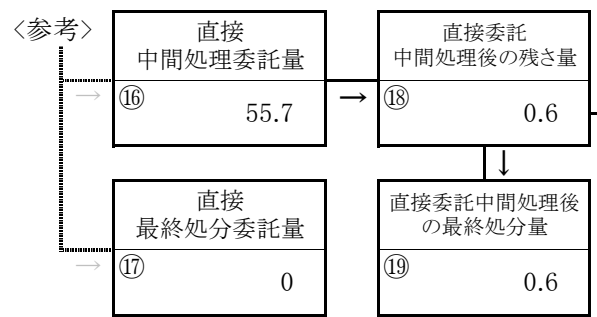 〈参考〉
直接
中間処理委託量
→
⑯
55.7
→
直接委託
中間処理後の残さ量
⑱
0.6
↓
直接
最終処分委託量
→
⑰
0
直接委託中間処理後
の最終処分量
⑲
0.6